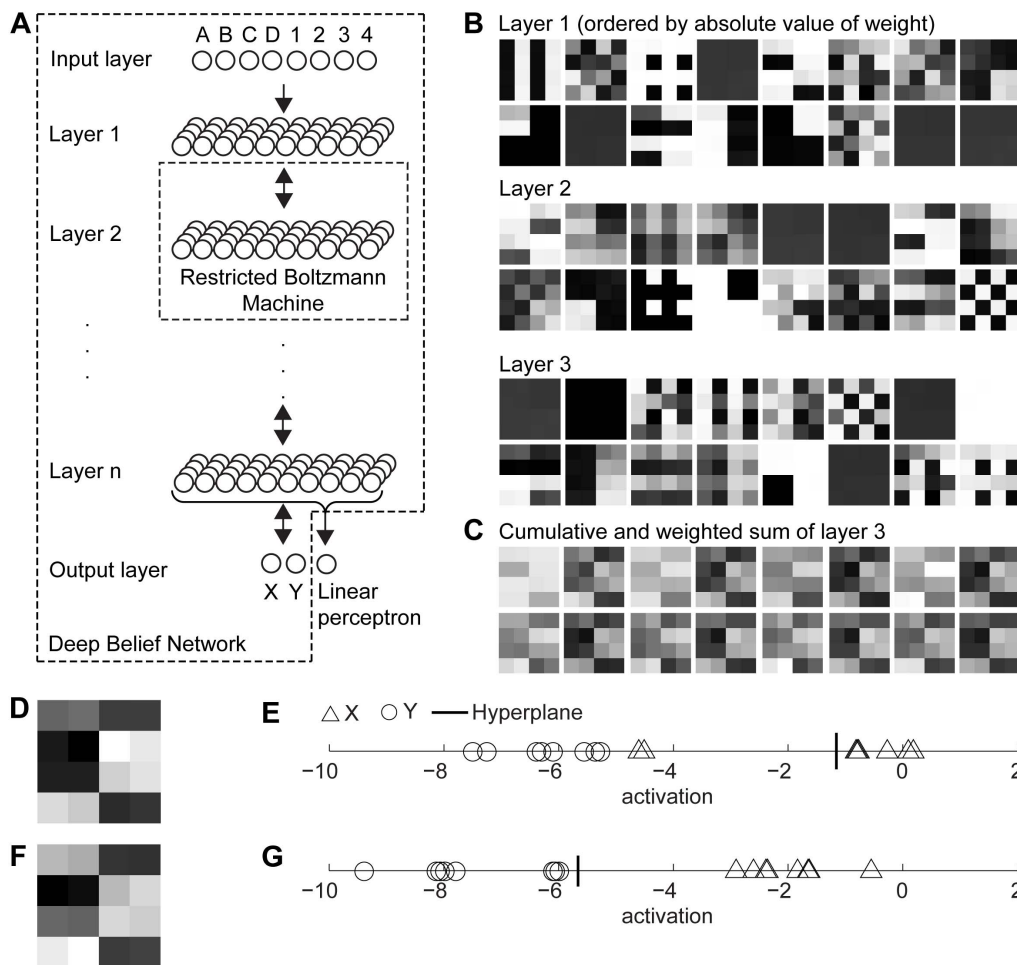 A
A B C D 1 2 3 4
Input layer
Layer 1
Layer 2
Restricted Boltzmann
Machine
Layer n
Output layer
X Y Linear
perceptron
Deep Belief Network
B Layer 1 (ordered by absolute value of weight)
Layer 2
Layer 3
C Cumulative and weighted sum of layer 3
D
E X Y Hyperplane
−10 −8 −6 −4 −2 0 2
activation
F
G
−10 −8 −6 −4 −2 0 2
activation